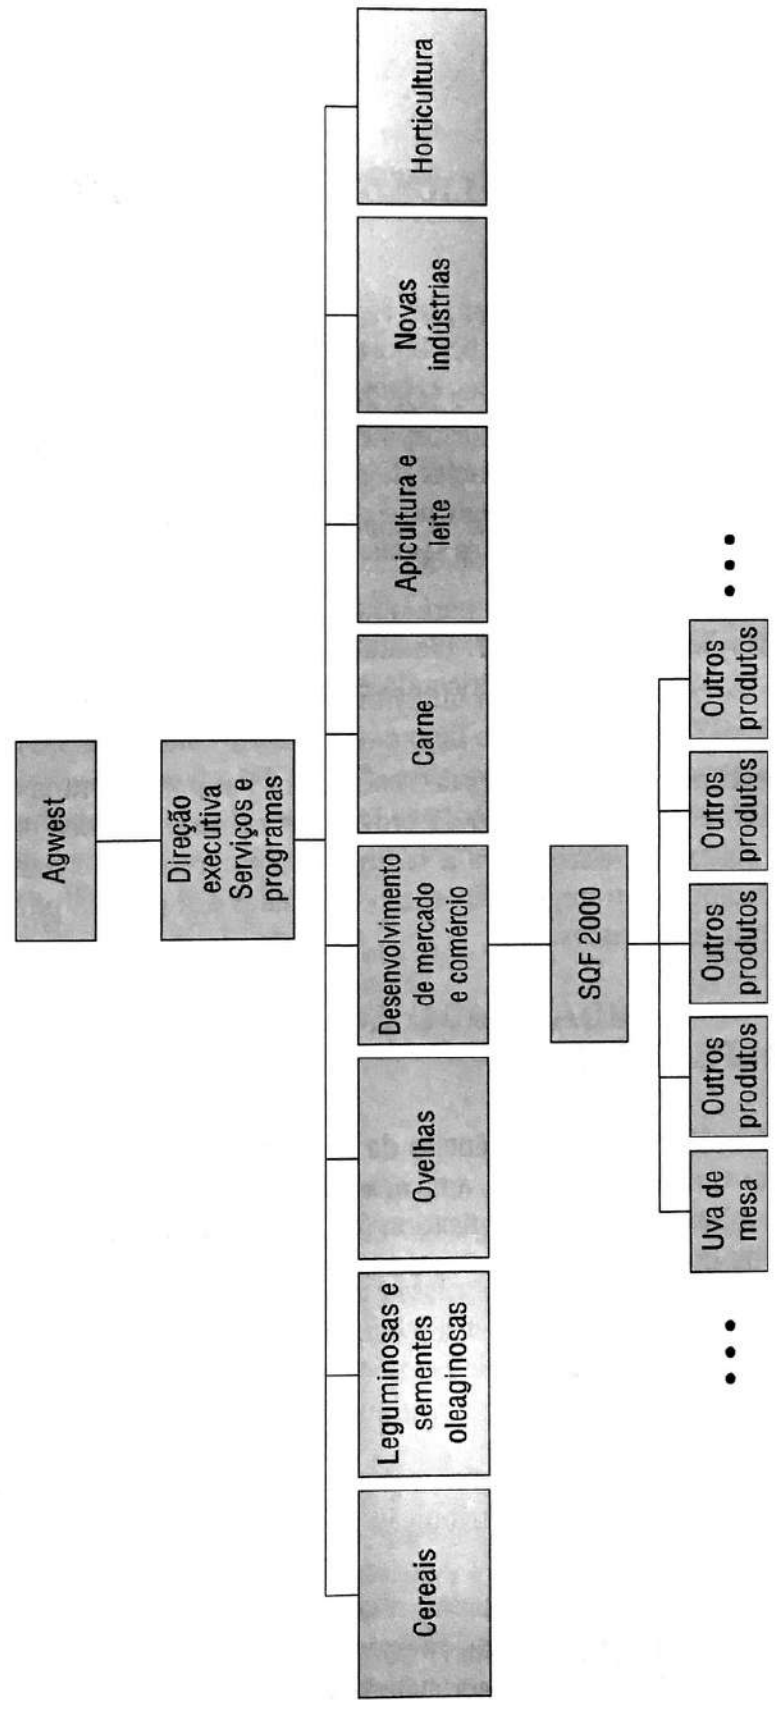 Agwest
Direção
executiva
Serviços e
programas
Cereais
Leguminosas e
sementes
oleaginosas
Ovelhas
Desenvolvimento
de mercado
e comércio
Carne
Apicultura e
leite
Novas
indústrias
Horticultura
SQF 2000
Uva de
mesa
Outros
produtos
Outros
produtos
Outros
produtos
Outros
produtos